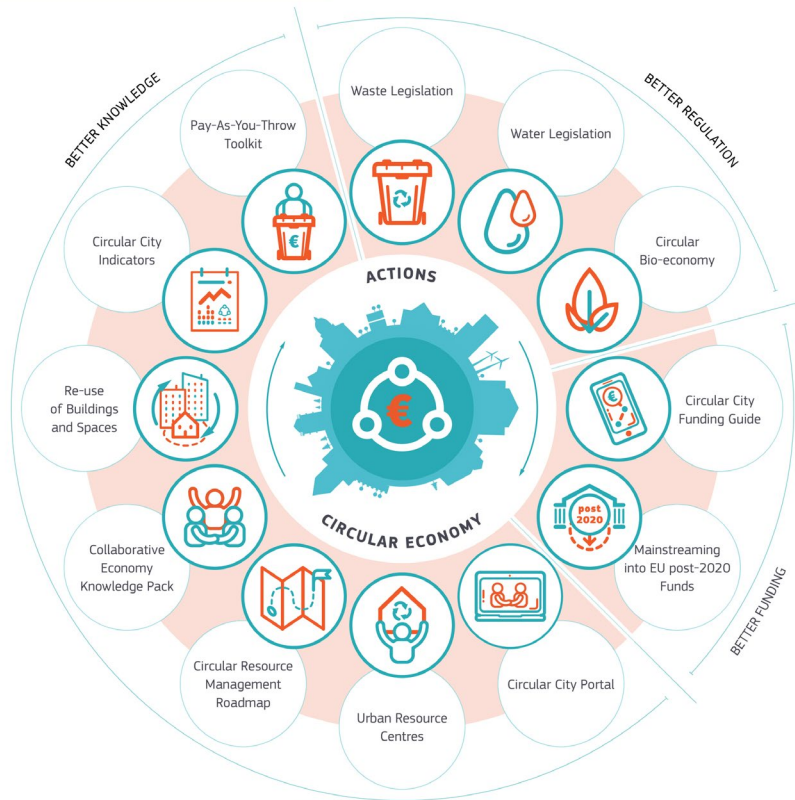 BETTER KNOWLEDGE
BETTER REGULATION
BETTER FUNDING
Waste Legislation
Water Legislation
Circular
Bio-economy
Circular City
Funding Guide
Mainstreaming
into EU post-2020
Funds
Circular City Portal
Urban Resource
Centres
Circular Resource
Management
Roadmap
Collaborative
Economy
Knowledge Pack
Re-use
of Buildings
and Spaces
Circular City
Indicators
Pay-As-You-Throw
Toolkit
€
€
post
2020
ACTIONS
€
CIRCULAR ECONOMY